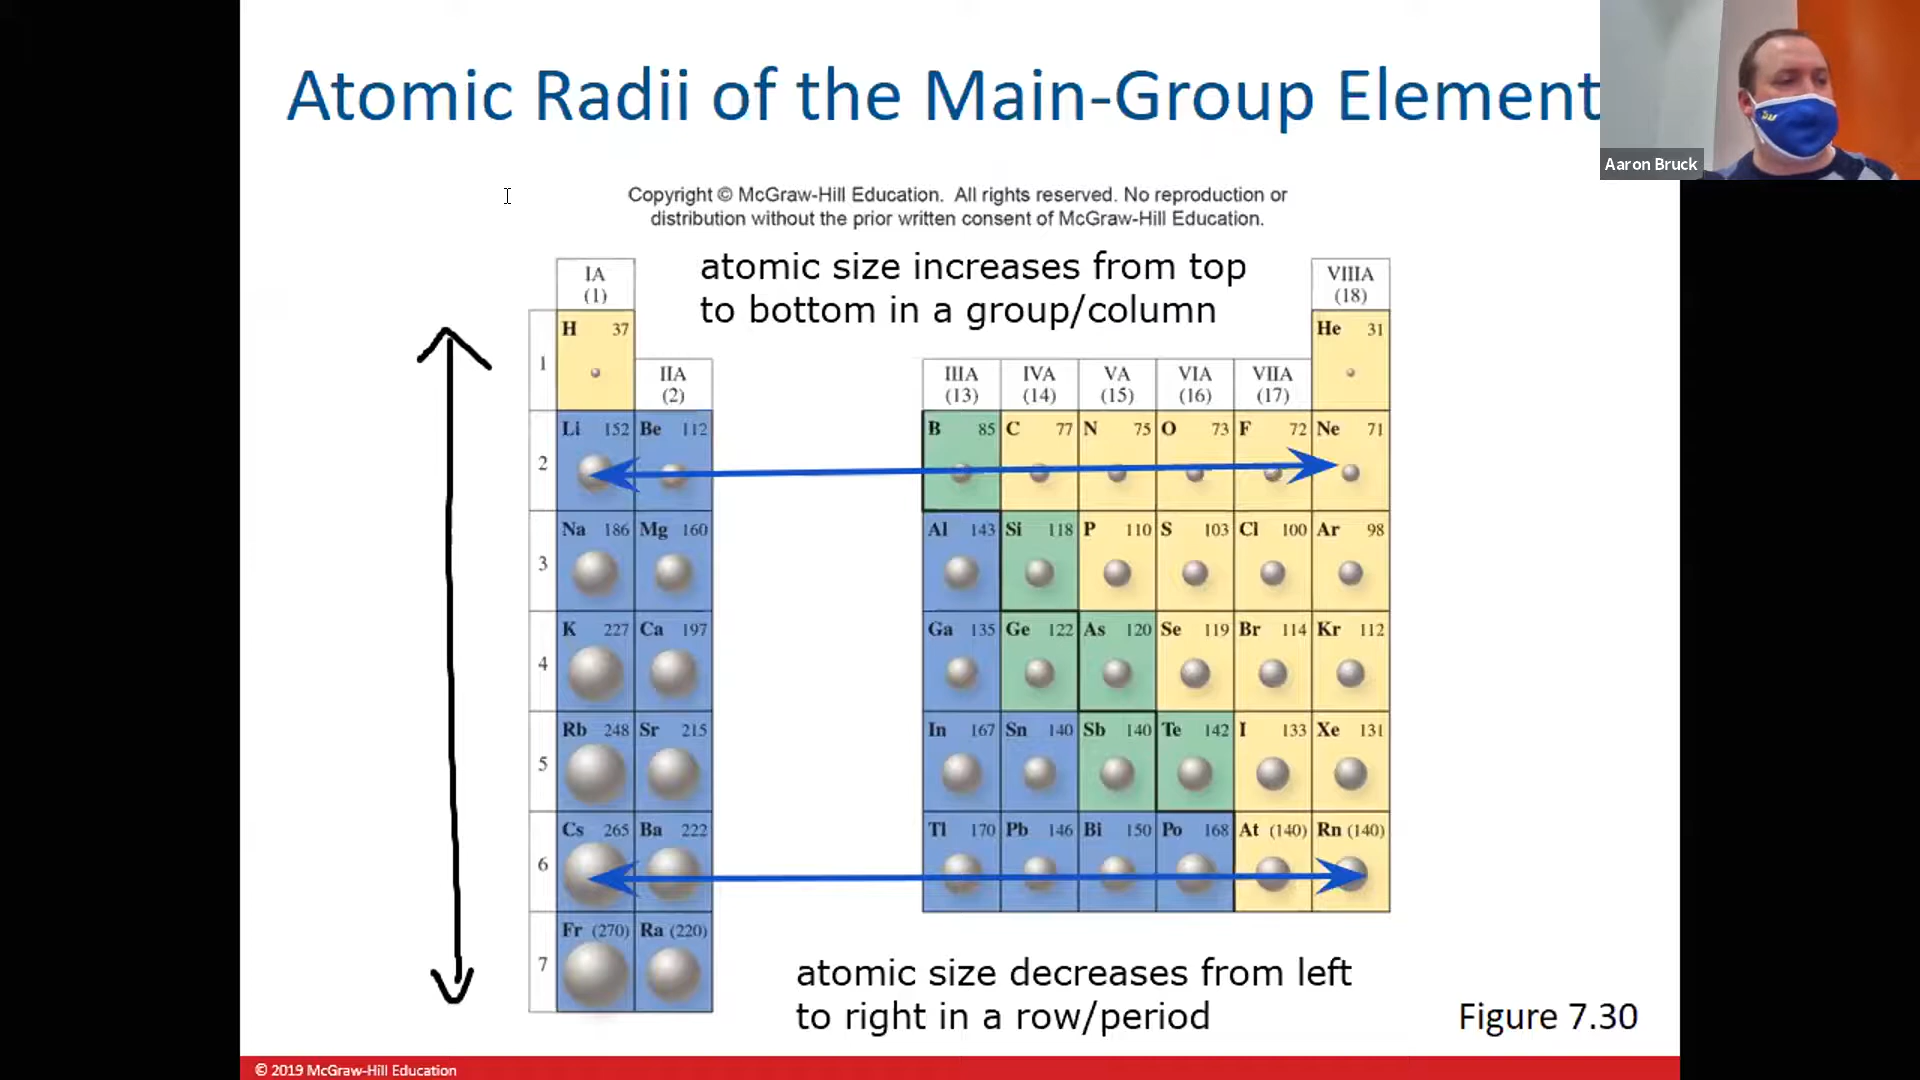 Atomic Radii of the Main-Group Element
Aaron Bruck
Copyright © McGraw-Hill Education. All rights reserved. No reproduction or
distribution without the prior written consent of McGraw-Hill Education.
atomic size increases from top
to bottom in a group/column
IA
(1)
VIIIA
(18)
H 37
He 31
1
IIA
(2)
IIIA
(13)
IVA
(14)
VA
(15)
VIA
(16)
VIIA
(17)
2
Li 152 Be 112 B 85 C 77 N 75 O 73 F 72 Ne 71
3
Na 186 Mg 160 Al 143 Si 118 P 110 S 103 Cl 100 Ar 98
4
K 227 Ca 197 Ga 135 Ge 122 As 120 Se 119 Br 114 Kr 112
5
Rb 248 Sr 215 In 167 Sn 140 Sb 140 Te 142 I 133 Xe 131
6
Cs 265 Ba 222 Tl 170 Pb 146 Bi 150 Po 168 At (140) Rn (140)
7
Fr (270) Ra (220)
atomic size decreases from left
to right in a row/period
Figure 7.30
© 2019 McGraw-Hill Education